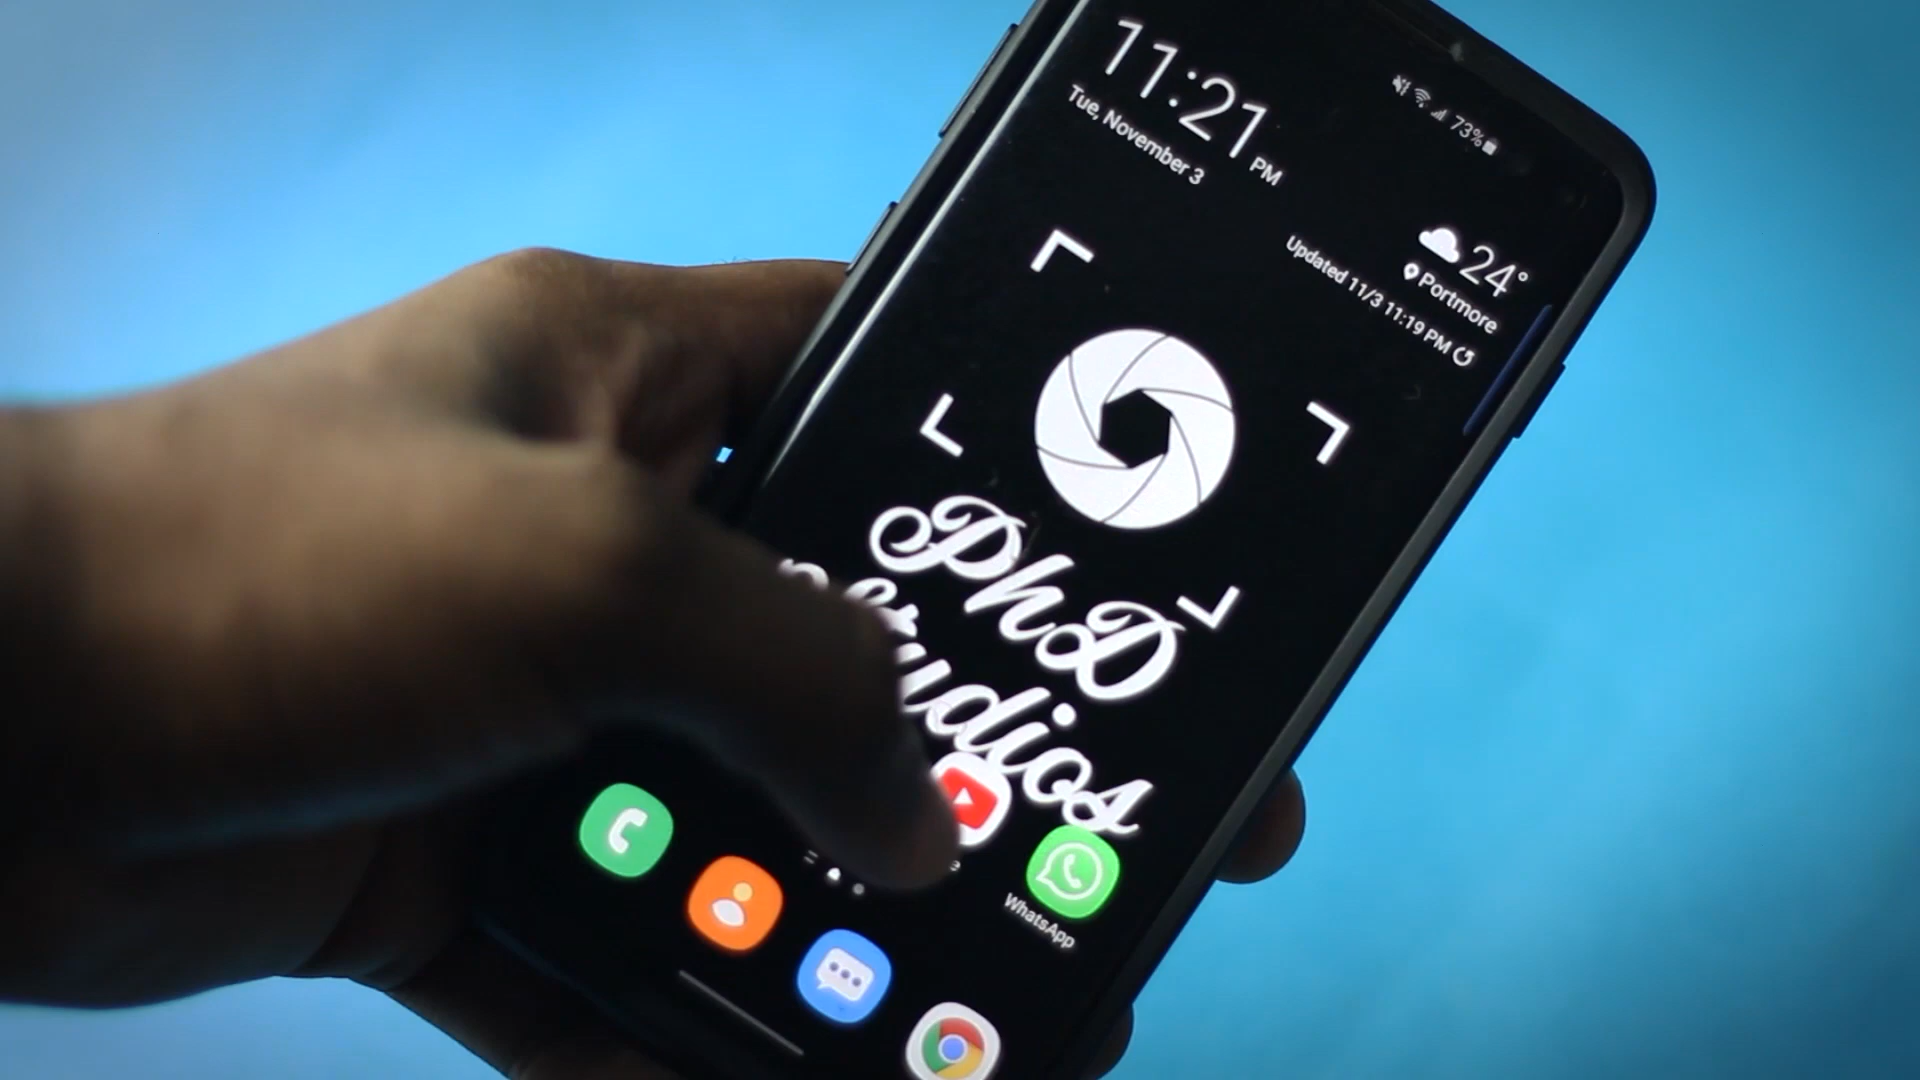 11:21 PM
73%
Tue, November 3
24°
Portmore
Updated 11/3 11:19 PM
PhD
WhatsApp